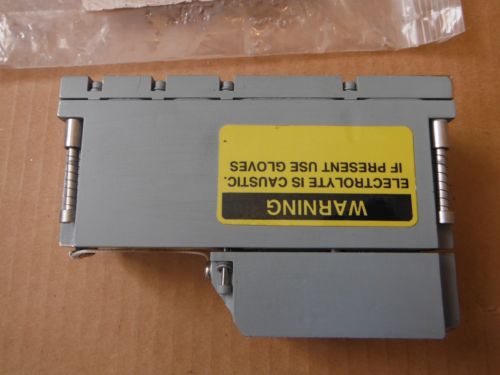 WARNING
ELECTROLYTE IS CAUSTIC.
IF PRESENT USE GLOVES